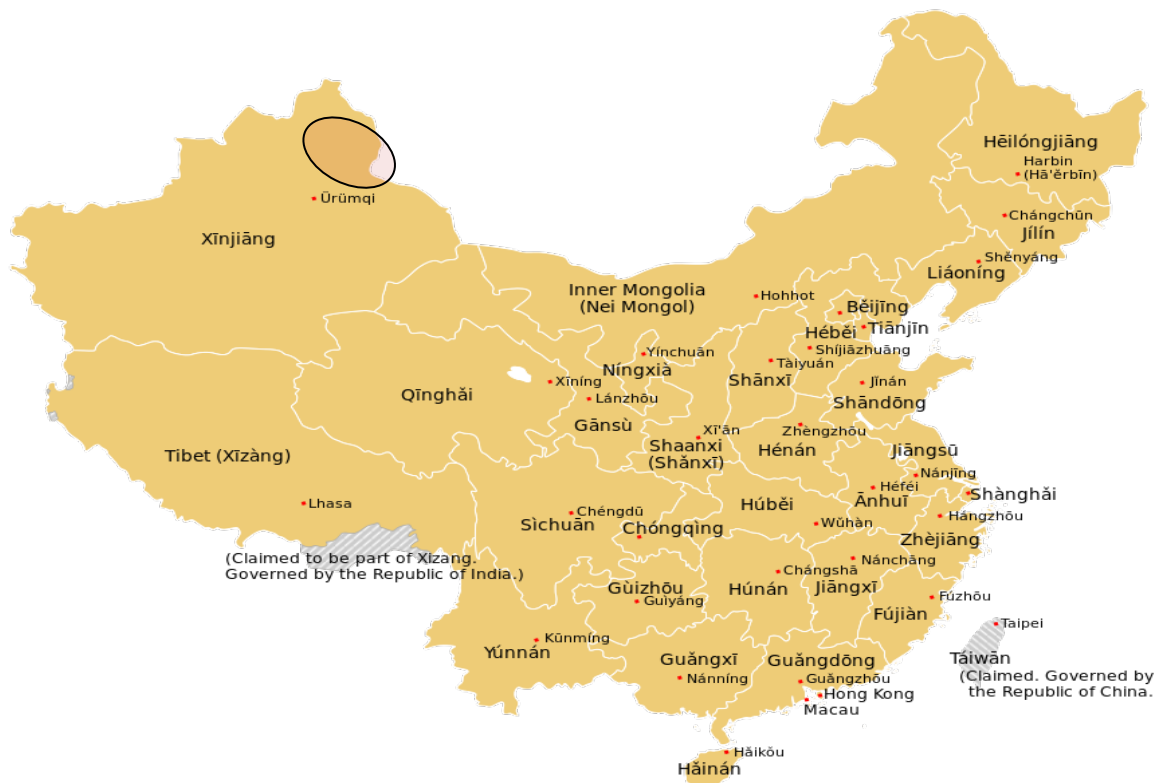 Hēilóngjiāng
Harbin
(Hā'ěrbīn)
Ürümqi
Chángchūn
Jílín
Xīnjiāng
Shěnyáng
Liáoníng
Inner Mongolia
(Nei Mongol)
Hohhot
Běijīng
Tiānjīn
Héběi
Shíjiāzhuāng
Yínchuān
Níngxià
Tàiyuán
Shānxī
Xīníng
Jǐnán
Qīnghǎi
Lánzhōu
Shāndōng
Gānsù
Xī'ān
Zhèngzhōu
Shaanxi
(Shǎnxī)
Hénán
Jiāngsū
Tibet (Xīzàng)
Nánjīng
Héféi
Ānhuī
Shànghǎi
Lhasa
Chéngdū
Sìchuān
Chóngqìng
Húběi
Wǔhàn
Hángzhōu
Zhèjiāng
(Claimed to be part of Xīzang.
Governed by the Republic of India.)
Nánchāng
Chángshā
Gùizhōu
Guìyáng
Húnán
Jiāngxī
Fúzhōu
Fújiàn
Taipei
Kūnmíng
Yúnnán
Táiwān
(Claimed. Governed by
the Republic of China.
Guǎngxī
Nánníng
Guǎngdōng
Guǎngzhōu
Hong Kong
Macau
Hǎikǒu
Hǎinán